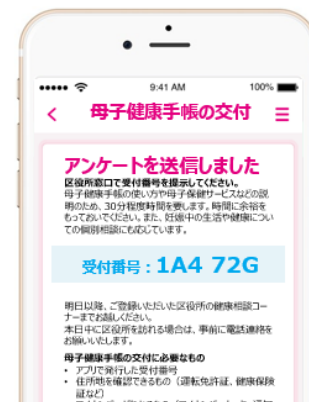 9:41 AM
100%
母子健康手帳の交付
アンケートを送信しました
区役所窓口で受付番号を提示してください。
母子健康手帳の使い方や母子保健サービスなどの説
明のため、30分程度時間を要します。時間に余裕を
もっておいでください。また、妊娠中の生活や健康につい
ての個別相談にも応じています。
受付番号：1A4 72G
明日以降、ご登録いただいた区役所の健康相談コー
ナーまでお越しください。
本日中に区役所を訪れる場合は、事前に電話連絡を
お願いいたします。
母子健康手帳の交付に必要なもの
• アプリで発行した受付番号
• 住所地を確認できるもの（運転免許証、健康保険
証など）